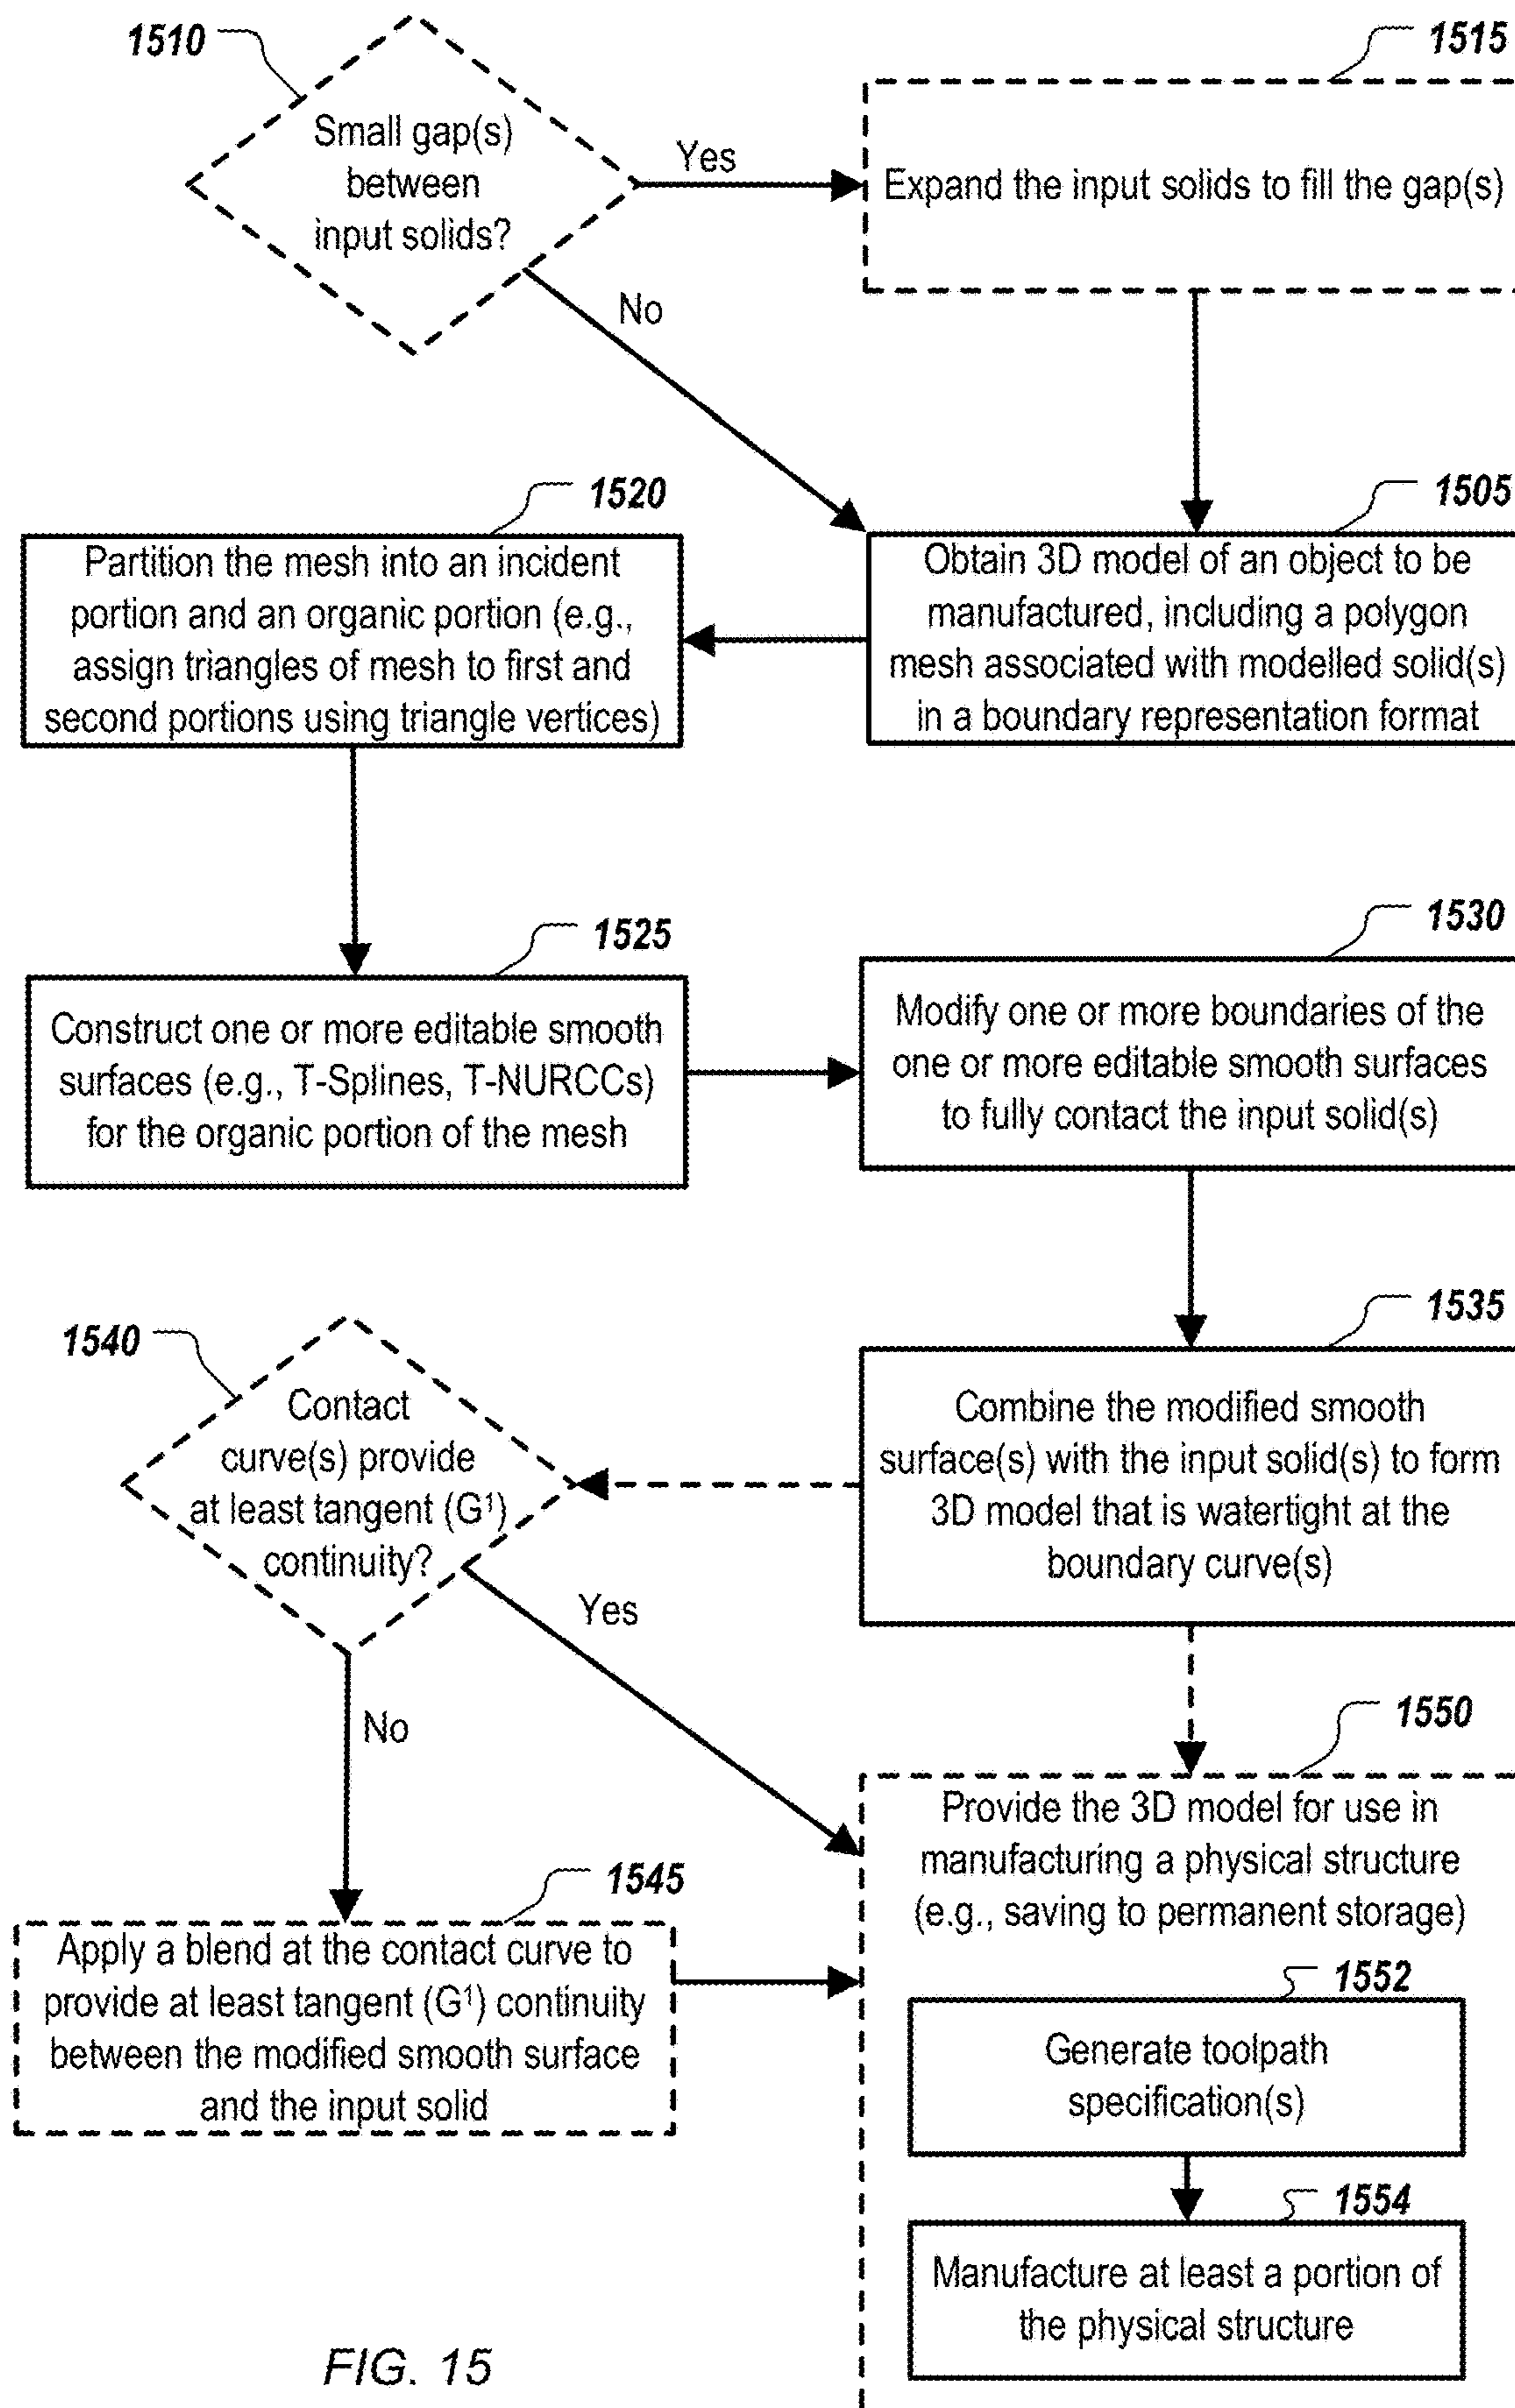 1510
Small gap(s)
between
input solids?
Yes
No
1515
Expand the input solids to fill the gap(s)
1505
Obtain 3D model of an object to be
manufactured, including a polygon
mesh associated with modelled solid(s)
in a boundary representation format
1520
Partition the mesh into an incident
portion and an organic portion (e.g.,
assign triangles of mesh to first and
second portions using triangle vertices)
1525
Construct one or more editable smooth
surfaces (e.g., T-Splines, T-NURCCs)
for the organic portion of the mesh
1530
Modify one or more boundaries of the
one or more editable smooth surfaces
to fully contact the input solid(s)
1535
Combine the modified smooth
surface(s) with the input solid(s) to form
3D model that is watertight at the
boundary curve(s)
1540
Contact
curve(s) provide
at least tangent (G¹)
continuity?
Yes
No
1545
Apply a blend at the contact curve to
provide at least tangent (G¹) continuity
between the modified smooth surface
and the input solid
1550
Provide the 3D model for use in
manufacturing a physical structure
(e.g., saving to permanent storage)
1552
Generate toolpath
specification(s)
1554
Manufacture at least a portion of
the physical structure
FIG. 15